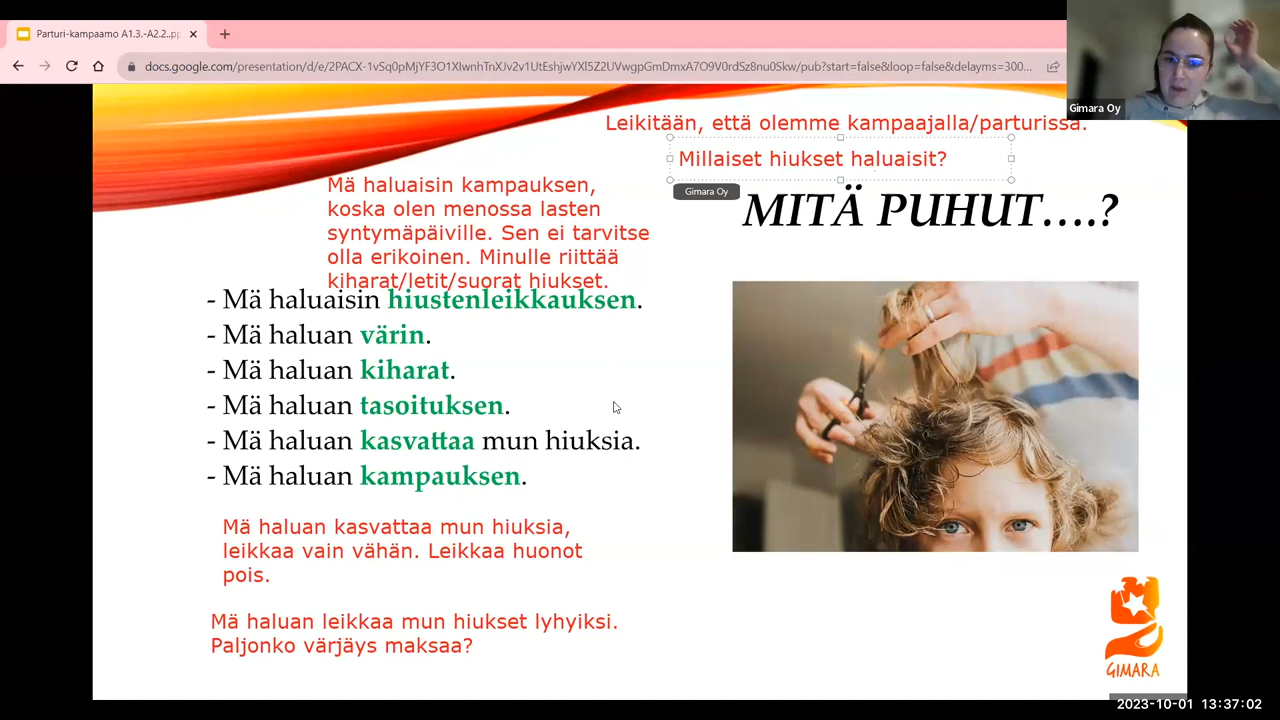 Parturi-kampaamo A1.3.-A2.2..pp
docs.google.com/presentation/d/e/2PACX-1vSq0pMjYF3O1XIwnhTnXJv2v1UtEshjwYXl5Z2UVwgpGmDmxA7O9V0rdSz8nu0Skw/pub?start=false&loop=false&delayms=300...
Gimara Oy
Leikitään, että olemme kampaajalla/parturissa.
Millaiset hiukset haluaisit?
Gimara Oy
MITÄ PUHUT....?
Mä haluaisin kampauksen,
koska olen menossa lasten
syntymäpäiville. Sen ei tarvitse
olla erikoinen. Minulle riittää
kiharat/letit/suorat hiukset.
- Mä haluaisin hiustenleikkauksen.
- Mä haluan värin.
- Mä haluan kiharat.
- Mä haluan tasoituksen.
- Mä haluan kasvattaa mun hiuksia.
- Mä haluan kampauksen.
Mä haluan kasvattaa mun hiuksia,
leikkaa vain vähän. Leikkaa huonot
pois.
Mä haluan leikkaa mun hiukset lyhyiksi.
Paljonko värjäys maksaa?
GIMARA
2023-10-01 13:37:02